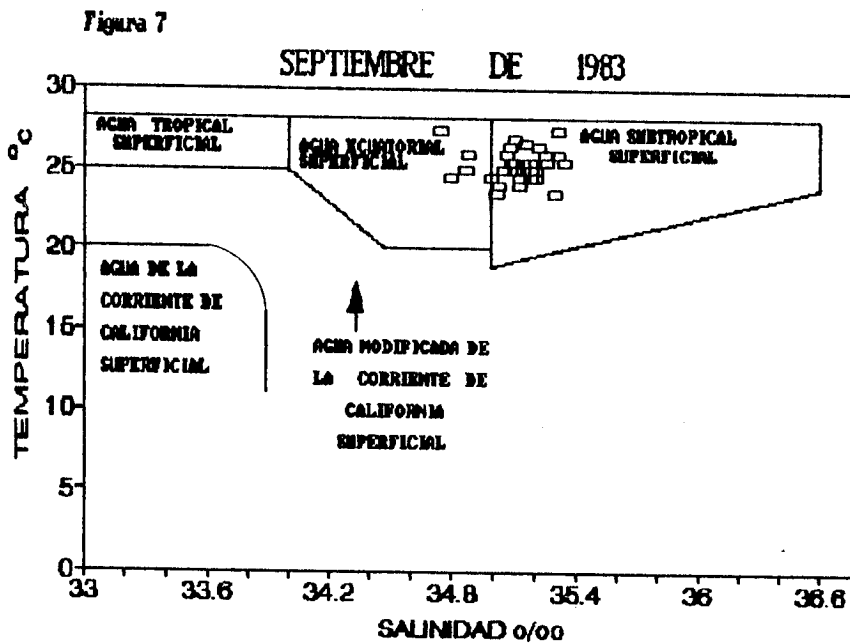 Figura 7
SEPTIEMBRE DE 1983
30
25
20
15
10
5
0
TEMPERATURA °C
AGUA TROPICAL
SUPERFICIAL
AGUA ECUATORIAL
SUPERFICIAL
AGUA SUBTROPICAL
SUPERFICIAL
AGUA DE LA
CORRIENTE DE
CALIFORNIA
SUPERFICIAL
AGUA MODIFICADA DE
LA CORRIENTE DE
CALIFORNIA
SUPERFICIAL
33 33.6 34.2 34.8 35.4 36 36.6
SALINIDAD o/oo